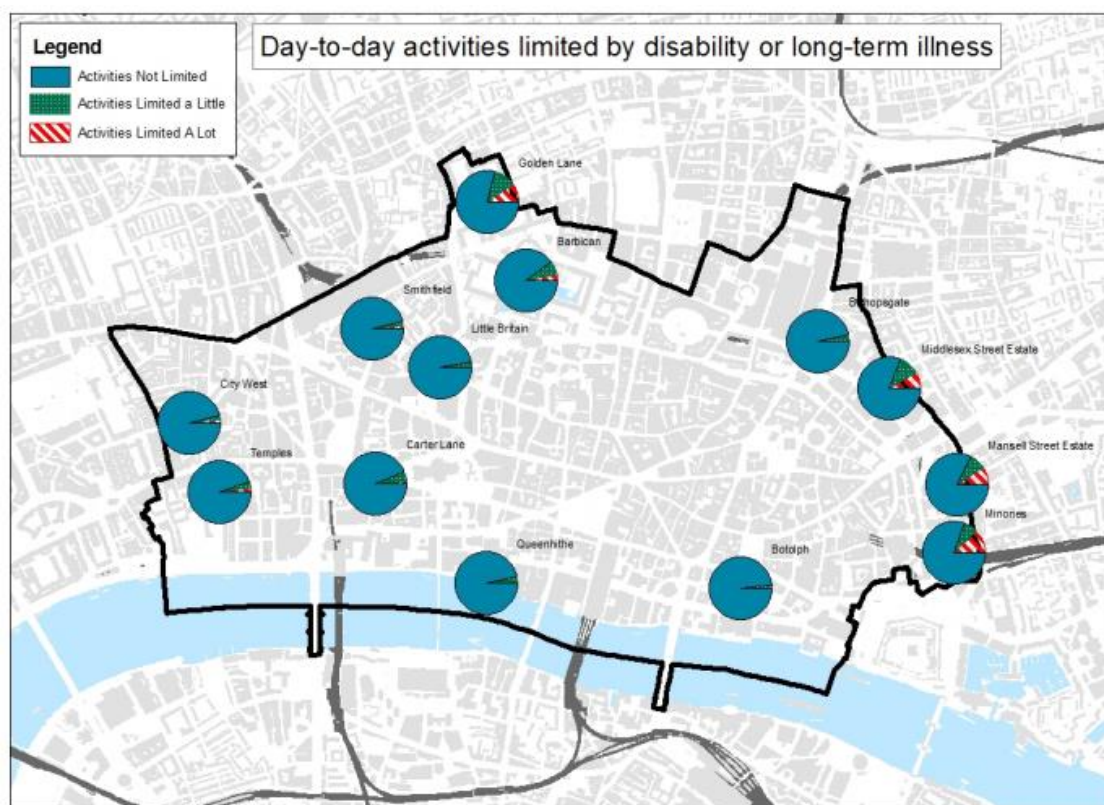 Legend
Activities Not Limited
Activities Limited a Little
Activities Limited A Lot
Day-to-day activities limited by disability or long-term illness
Golden Lane
Barbican
Smithfield
Little Britain
Bishopsgate
Middlesex Street Estate
City West
Temples
Carter Lane
Mansell Street Estate
Minories
Queenhithe
Botolph